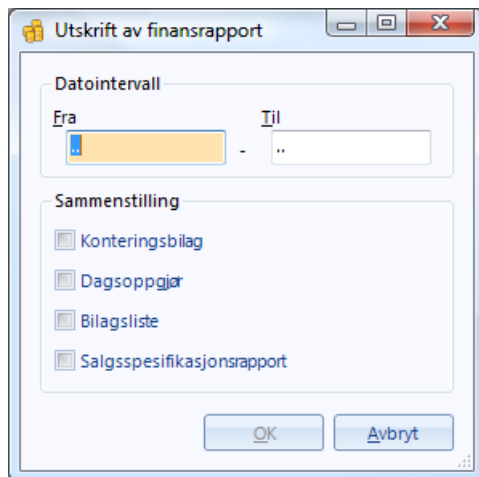 Utskrift av finansrapport
Datointervall
Fra Til
.. - ..
Sammenstilling
Konteringsbilag
Dagsoppgjør
Bilagsliste
Salgsspesifikasjonsrapport
OK Avbryt